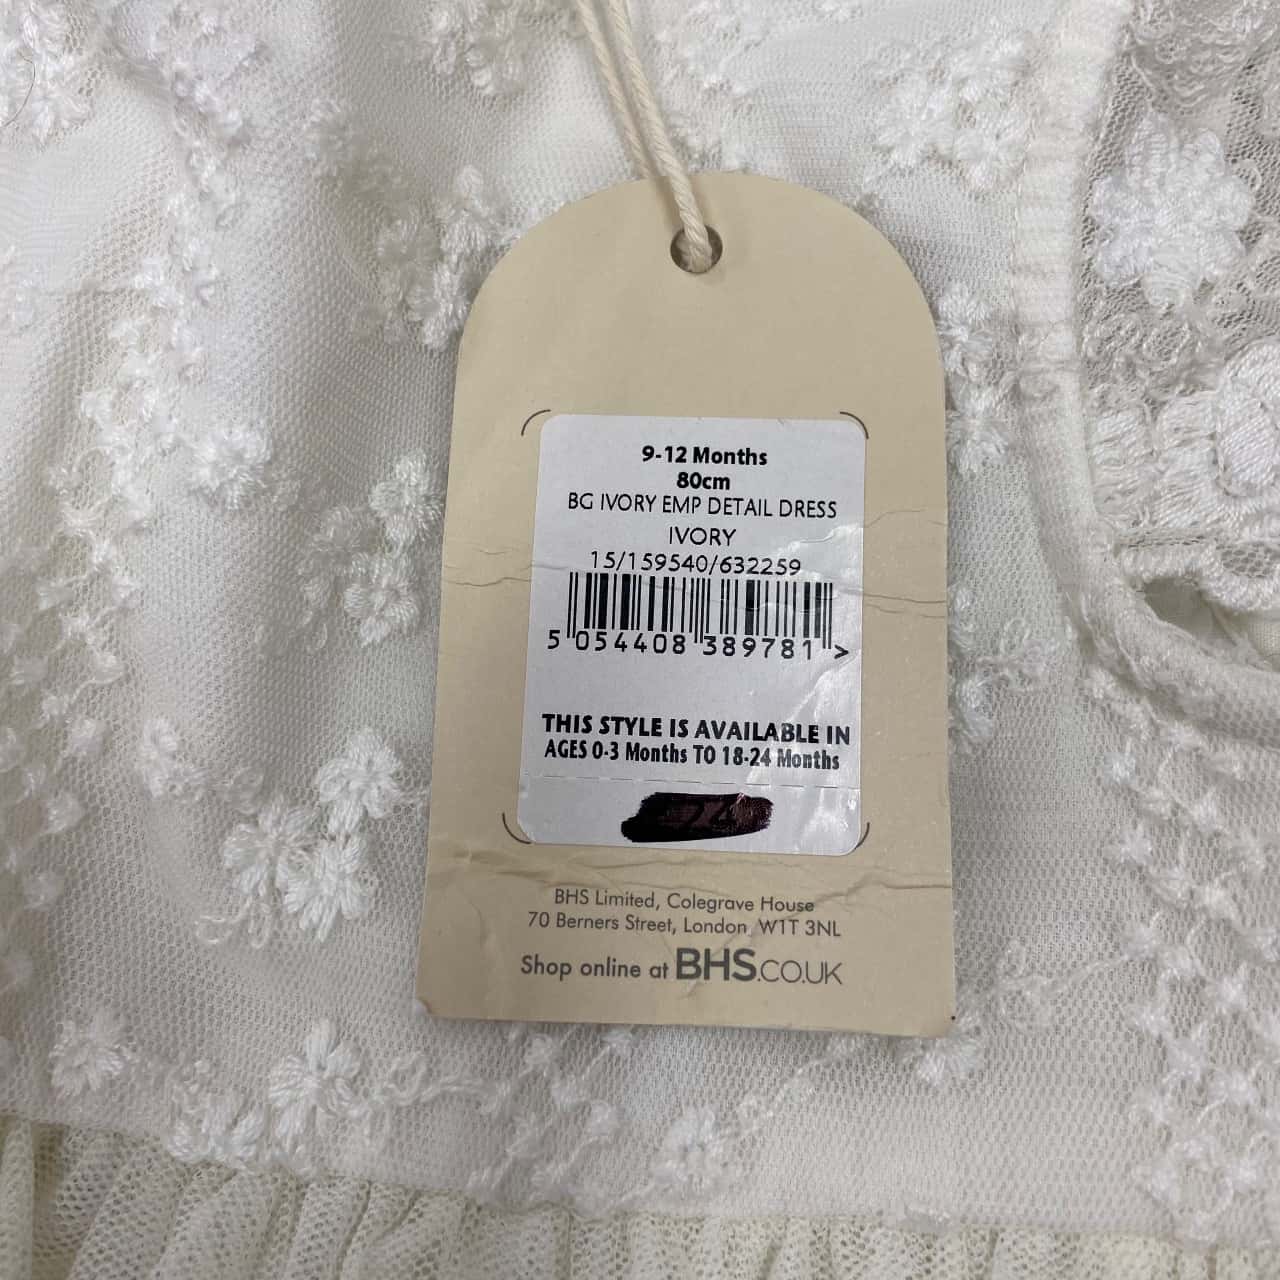 9-12 Months
80cm
BG IVORY EMP DETAIL DRESS
IVORY
15/159540/632259
5 054408 389781 >
THIS STYLE IS AVAILABLE IN
AGES 0-3 Months TO 18-24 Months
BHS Limited, Colegrave House
70 Berners Street, London W1T 3NL
Shop online at BHS.CO.UK